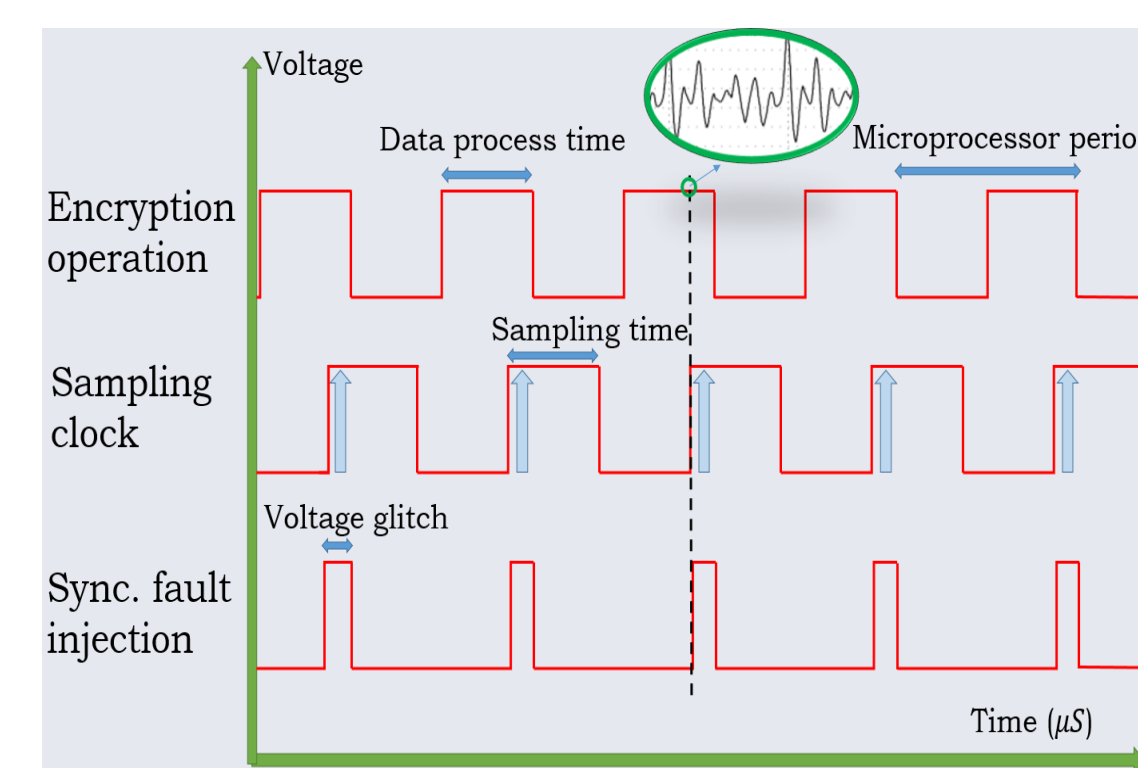 Voltage
Data process time
Microprocessor perio
Encryption
operation
Sampling time
Sampling
clock
Voltage glitch
Sync. fault
injection
Time (μS)